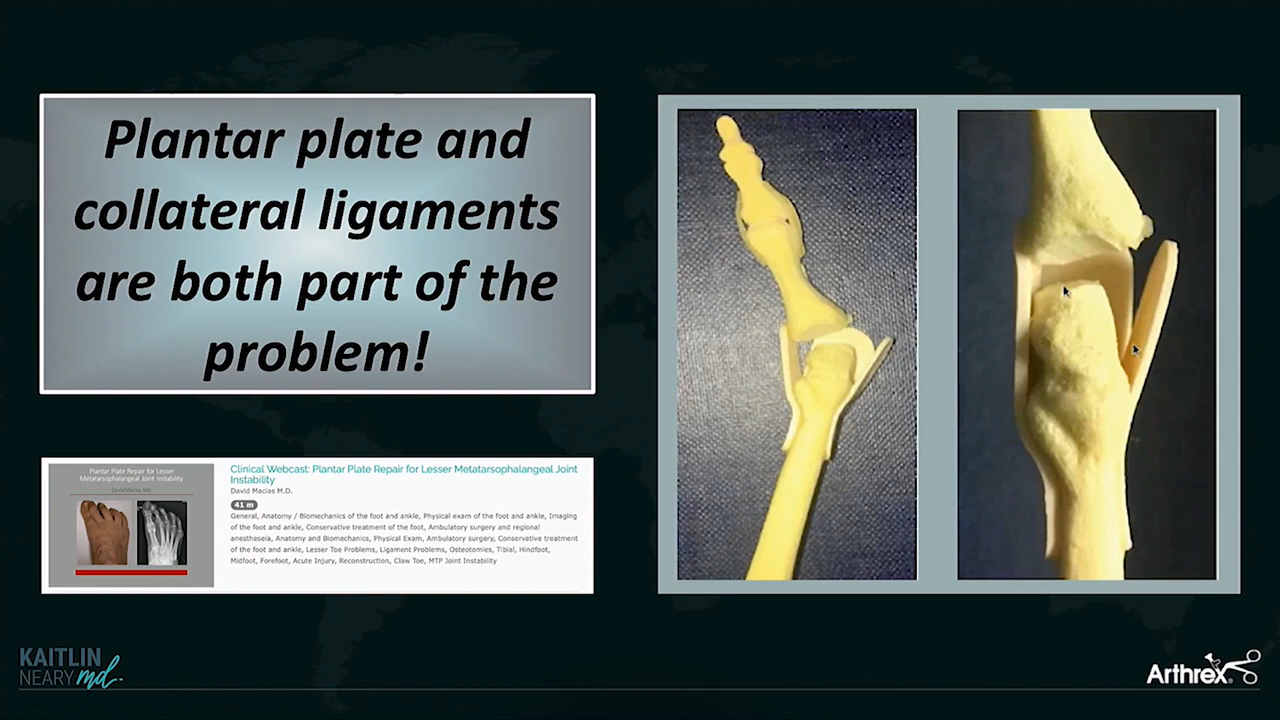 Plantar plate and
collateral ligaments
are both part of the
problem!
Plantar Plate Repair for Lesser
Metatarsophalangeal Joint Instability
David Macias, MD
Clinical Webcast: Plantar Plate Repair for Lesser Metatarsophalangeal Joint
Instability
David Macias M.D.
41 m
General, Anatomy / Biomechanics of the foot and ankle, Physical exam of the foot and ankle, Imaging
of the foot and ankle, Conservative treatment of the foot, Ambulatory surgery and regional
anestheseia, Anatomy and Biomechanics, Physical Exam, Ambulatory surgery, Conservative treatment
of the foot and ankle, Lesser Toe Problems, Ligament Problems, Osteotomies, Tibial, Hindfoot,
Midfoot, Forefoot, Acute Injury, Reconstruction, Claw Toe, MTP Joint Instability
KAITLIN
NEARY md.
Arthrex®